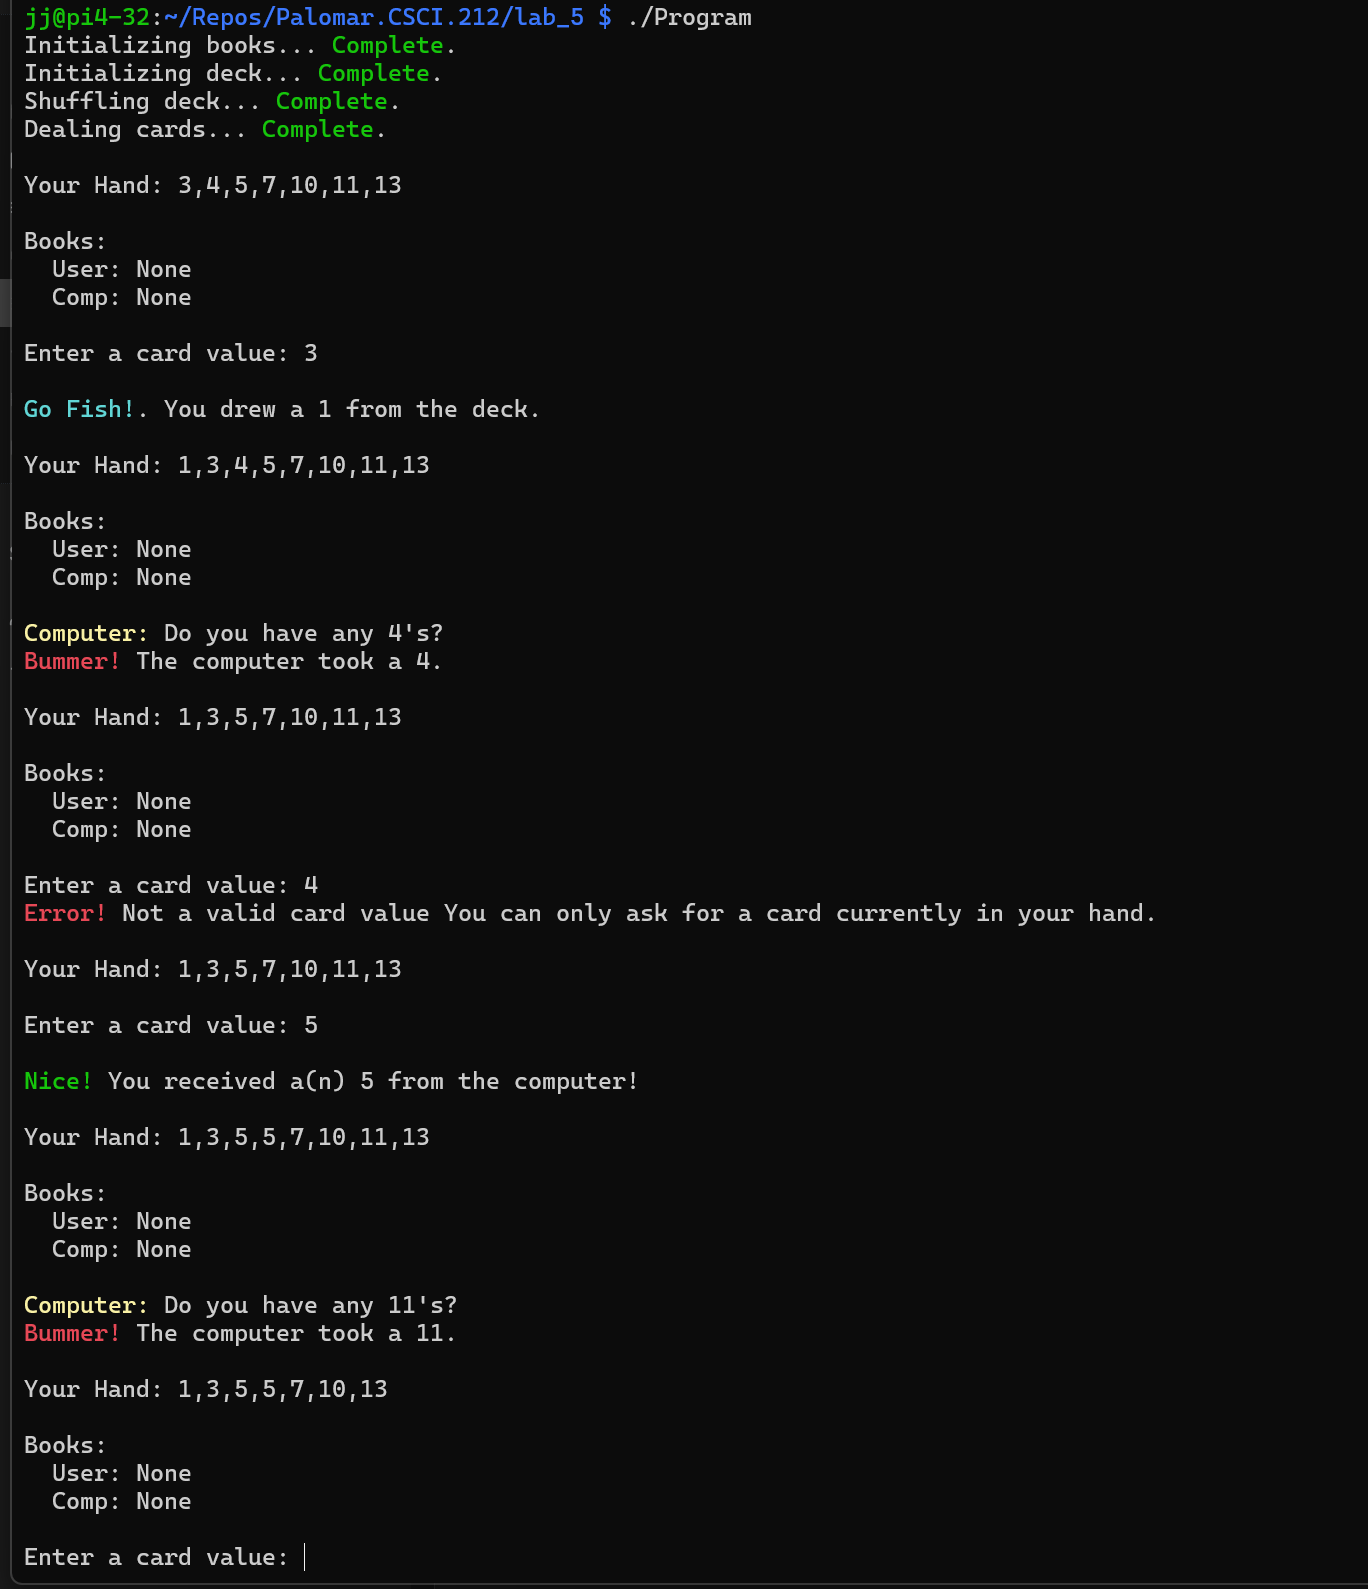 jj@pi4-32:~/Repos/Palomar.CSCI.212/lab_5 $ ./Program
Initializing books... Complete.
Initializing deck... Complete.
Shuffling deck... Complete.
Dealing cards... Complete.
Your Hand: 3,4,5,7,10,11,13
Books:
User: None
Comp: None
Enter a card value: 3
Go Fish!. You drew a 1 from the deck.
Your Hand: 1,3,4,5,7,10,11,13
Books:
User: None
Comp: None
Computer: Do you have any 4's?
Bummer! The computer took a 4.
Your Hand: 1,3,5,7,10,11,13
Books:
User: None
Comp: None
Enter a card value: 4
Error! Not a valid card value You can only ask for a card currently in your hand.
Your Hand: 1,3,5,7,10,11,13
Enter a card value: 5
Nice! You received a(n) 5 from the computer!
Your Hand: 1,3,5,5,7,10,11,13
Books:
User: None
Comp: None
Computer: Do you have any 11's?
Bummer! The computer took a 11.
Your Hand: 1,3,5,5,7,10,13
Books:
User: None
Comp: None
Enter a card value: